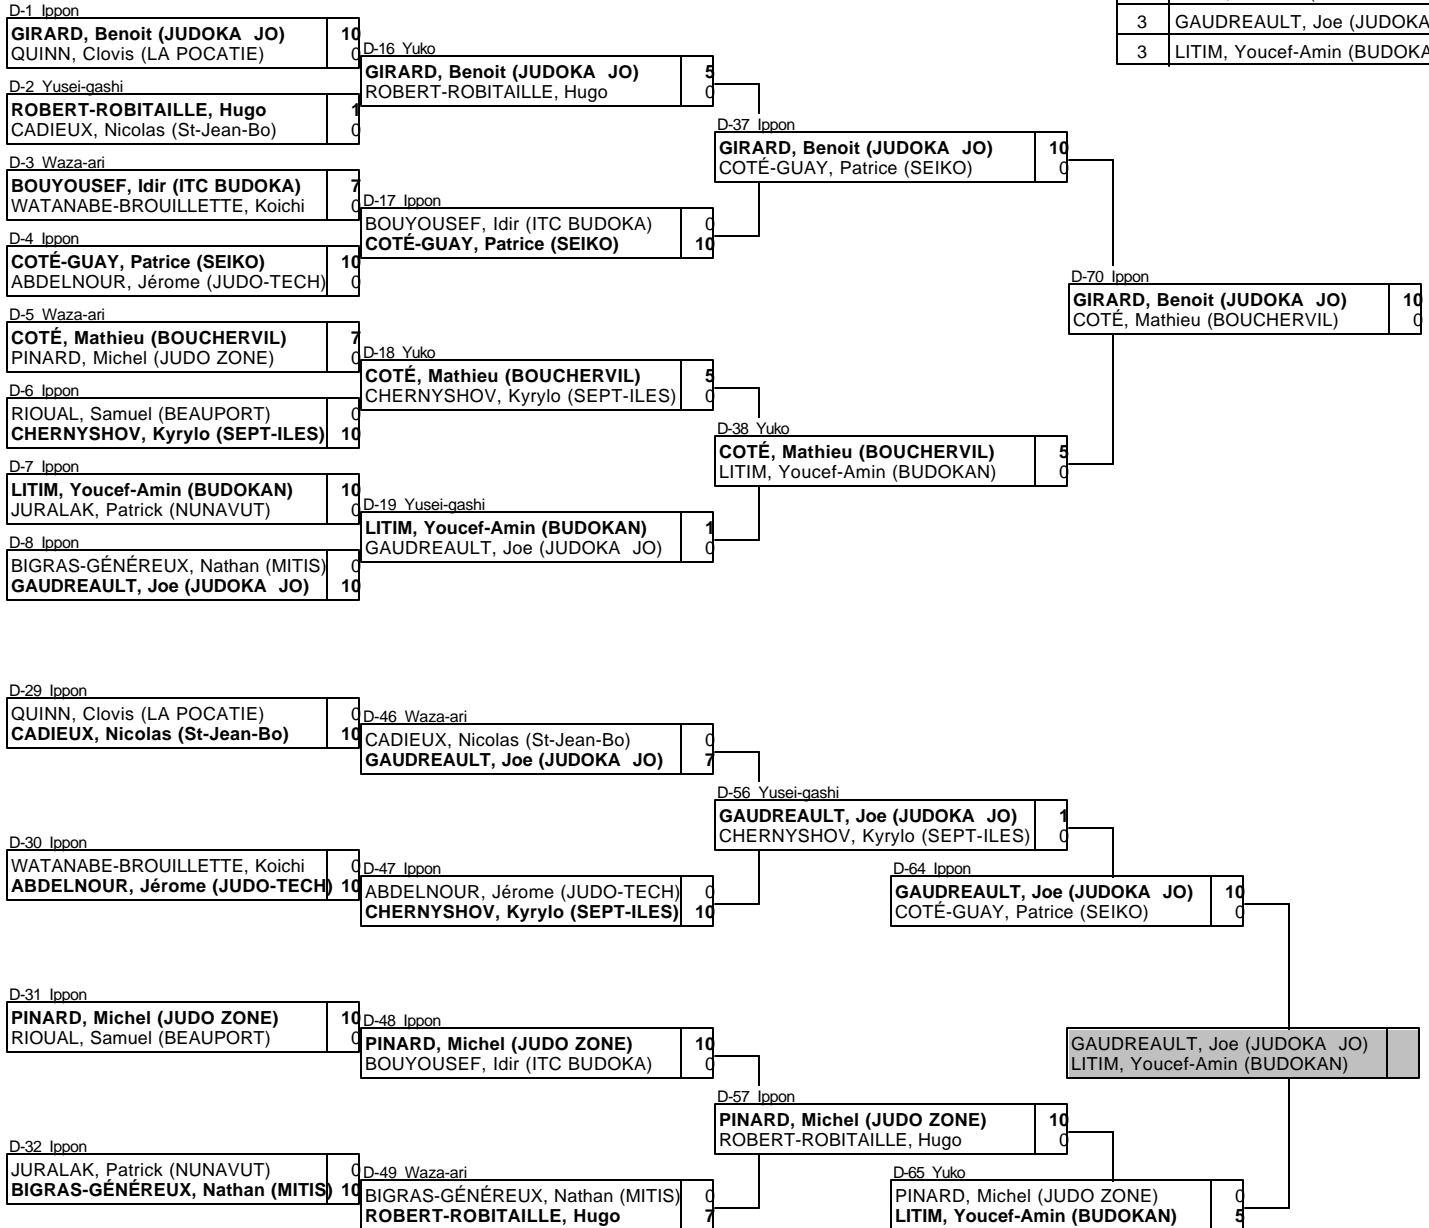 3 GAUDREAULT, Joe (JUDOKA
3 LITIM, Youcef-Amin (BUDOKA
D-1 Ippon
GIRARD, Benoit (JUDOKA JO) 10
QUINN, Clovis (LA POCATIE) 0
D-2 Yusei-gashi
ROBERT-ROBITAILLE, Hugo 1
CADIEUX, Nicolas (St-Jean-Bo) 0
D-3 Waza-ari
BOUYOUSEF, Idir (ITC BUDOKA) 7
WATANABE-BROUILLETTE, Koichi 0
D-4 Ippon
COTÉ-GUAY, Patrice (SEIKO) 10
ABDELNOUR, Jérome (JUDO-TECH) 0
D-5 Waza-ari
COTÉ, Mathieu (BOUCHERVIL) 7
PINARD, Michel (JUDO ZONE) 0
D-6 Ippon
RIOUAL, Samuel (BEAUPORT) 0
CHERNYSHOV, Kyrylo (SEPT-ILES) 10
D-7 Ippon
LITIM, Youcef-Amin (BUDOKAN) 10
JURALAK, Patrick (NUNAVUT) 0
D-8 Ippon
BIGRAS-GÉNÉREUX, Nathan (MITIS) 0
GAUDREAULT, Joe (JUDOKA JO) 10
D-16 Yuko
GIRARD, Benoit (JUDOKA JO) 5
ROBERT-ROBITAILLE, Hugo 0
D-17 Ippon
BOUYOUSEF, Idir (ITC BUDOKA) 0
COTÉ-GUAY, Patrice (SEIKO) 10
D-18 Yuko
COTÉ, Mathieu (BOUCHERVIL) 5
CHERNYSHOV, Kyrylo (SEPT-ILES) 0
D-19 Yusei-gashi
LITIM, Youcef-Amin (BUDOKAN) 1
GAUDREAULT, Joe (JUDOKA JO) 0
D-37 Ippon
GIRARD, Benoit (JUDOKA JO) 10
COTÉ-GUAY, Patrice (SEIKO) 0
D-38 Yuko
COTÉ, Mathieu (BOUCHERVIL) 5
LITIM, Youcef-Amin (BUDOKAN) 0
D-70 Ippon
GIRARD, Benoit (JUDOKA JO) 10
COTÉ, Mathieu (BOUCHERVIL) 0
D-29 Ippon
QUINN, Clovis (LA POCATIE) 0
CADIEUX, Nicolas (St-Jean-Bo) 10
D-30 Ippon
WATANABE-BROUILLETTE, Koichi 0
ABDELNOUR, Jérome (JUDO-TECH) 10
D-31 Ippon
PINARD, Michel (JUDO ZONE) 10
RIOUAL, Samuel (BEAUPORT) 0
D-32 Ippon
JURALAK, Patrick (NUNAVUT) 0
BIGRAS-GÉNÉREUX, Nathan (MITIS) 10
D-46 Waza-ari
CADIEUX, Nicolas (St-Jean-Bo) 0
GAUDREAULT, Joe (JUDOKA JO) 7
D-47 Ippon
ABDELNOUR, Jérome (JUDO-TECH) 0
CHERNYSHOV, Kyrylo (SEPT-ILES) 10
D-48 Ippon
PINARD, Michel (JUDO ZONE) 10
BOUYOUSEF, Idir (ITC BUDOKA) 0
D-49 Waza-ari
BIGRAS-GÉNÉREUX, Nathan (MITIS) 0
ROBERT-ROBITAILLE, Hugo 7
D-56 Yusei-gashi
GAUDREAULT, Joe (JUDOKA JO) 1
CHERNYSHOV, Kyrylo (SEPT-ILES) 0
D-57 Ippon
PINARD, Michel (JUDO ZONE) 10
ROBERT-ROBITAILLE, Hugo 0
D-64 Ippon
GAUDREAULT, Joe (JUDOKA JO) 10
COTÉ-GUAY, Patrice (SEIKO) 0
D-65 Yuko
PINARD, Michel (JUDO ZONE) 0
LITIM, Youcef-Amin (BUDOKAN) 5
GAUDREAULT, Joe (JUDOKA JO)
LITIM, Youcef-Amin (BUDOKAN)